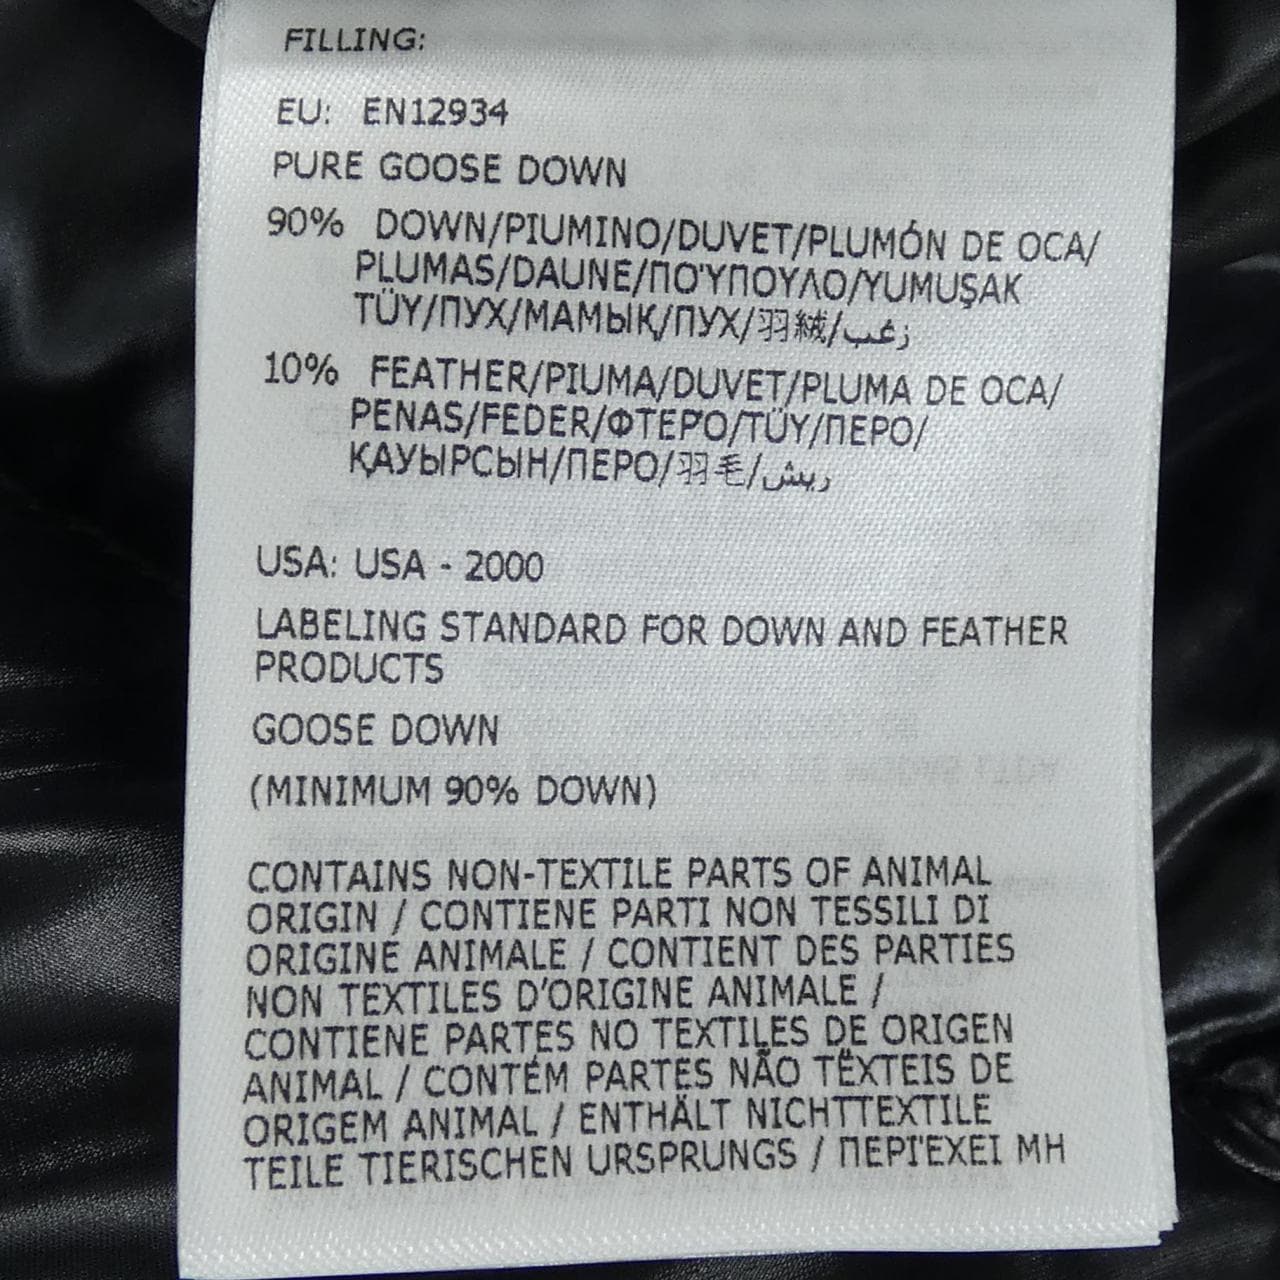 FILLING:
EU: EN12934
PURE GOOSE DOWN
90% DOWN/PIUMINO/DUVET/PLUMÓN DE OCA/
PLUMAS/DAUNE/ΠΟΎΠΟΥΛΟ/YUMUŞAK
TÜY/ПУХ/МАМЫҚ/ПУХ/羽絨/زغب
10% FEATHER/PIUMA/DUVET/PLUMA DE OCA/
PENAS/FEDER/ΦΤΕΡΌ/TÜY/ПЕРО/
ҚАУЫРСЫН/ПЕРО/羽毛/ريش
USA: USA - 2000
LABELING STANDARD FOR DOWN AND FEATHER
PRODUCTS
GOOSE DOWN
(MINIMUM 90% DOWN)
CONTAINS NON-TEXTILE PARTS OF ANIMAL
ORIGIN / CONTIENE PARTI NON TESSILI DI
ORIGINE ANIMALE / CONTIENT DES PARTIES
NON TEXTILES D'ORIGINE ANIMALE /
CONTIENE PARTES NO TEXTILES DE ORIGEN
ANIMAL / CONTÉM PARTES NÃO TÊXTEIS DE
ORIGEM ANIMAL / ENTHÄLT NICHTTEXTILE
TEILE TIERISCHEN URSPRUNGS / ΠΕΡΙΈΧΕΙ ΜΗ